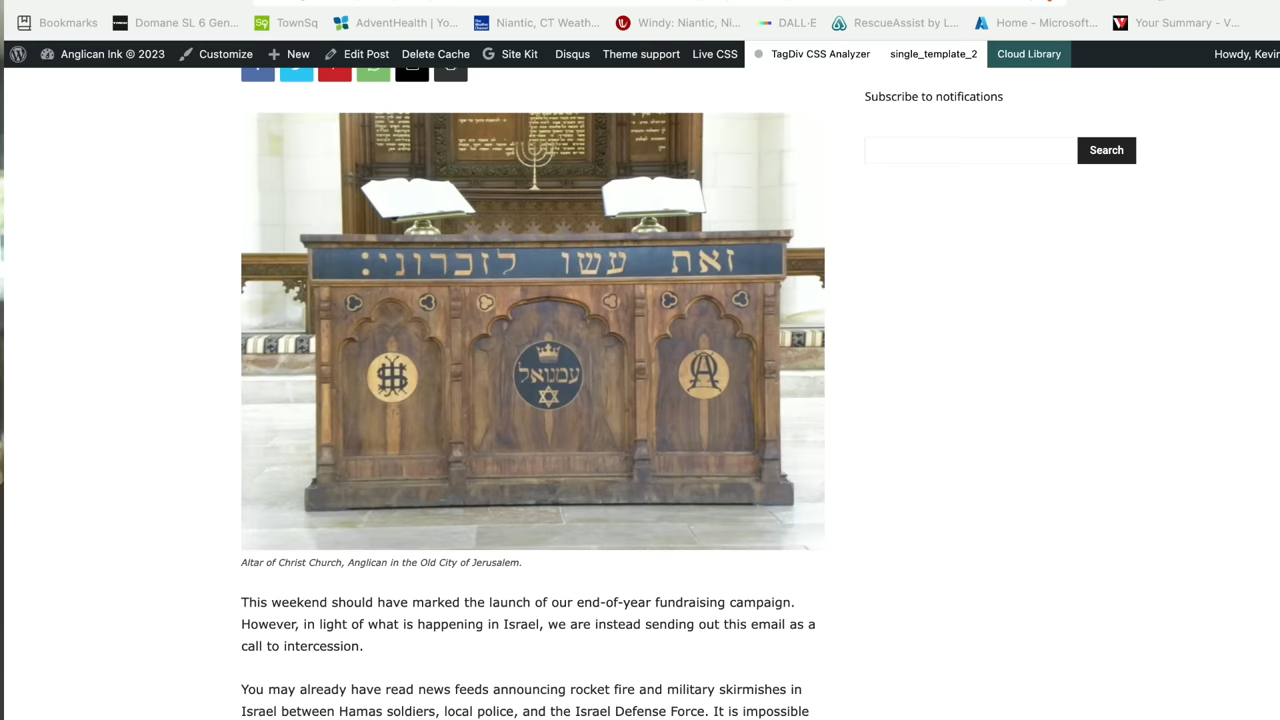 Bookmarks Domane SL 6 Gen... TownSq AdventHealth | Yo... Niantic, CT Weath... Windy: Niantic, Ni... DALL·E RescueAssist by L... Home - Microsoft... Your Summary - V...
Anglican Ink © 2023 Customize New Edit Post Delete Cache Site Kit Disqus Theme support Live CSS TagDiv CSS Analyzer single_template_2 Cloud Library Howdy, Kevin
Subscribe to notifications
Search
זאת עשו לזכרוני:
עמנואל
Altar of Christ Church, Anglican in the Old City of Jerusalem.
This weekend should have marked the launch of our end-of-year fundraising campaign.
However, in light of what is happening in Israel, we are instead sending out this email as a
call to intercession.
You may already have read news feeds announcing rocket fire and military skirmishes in
Israel between Hamas soldiers, local police, and the Israel Defense Force. It is impossible